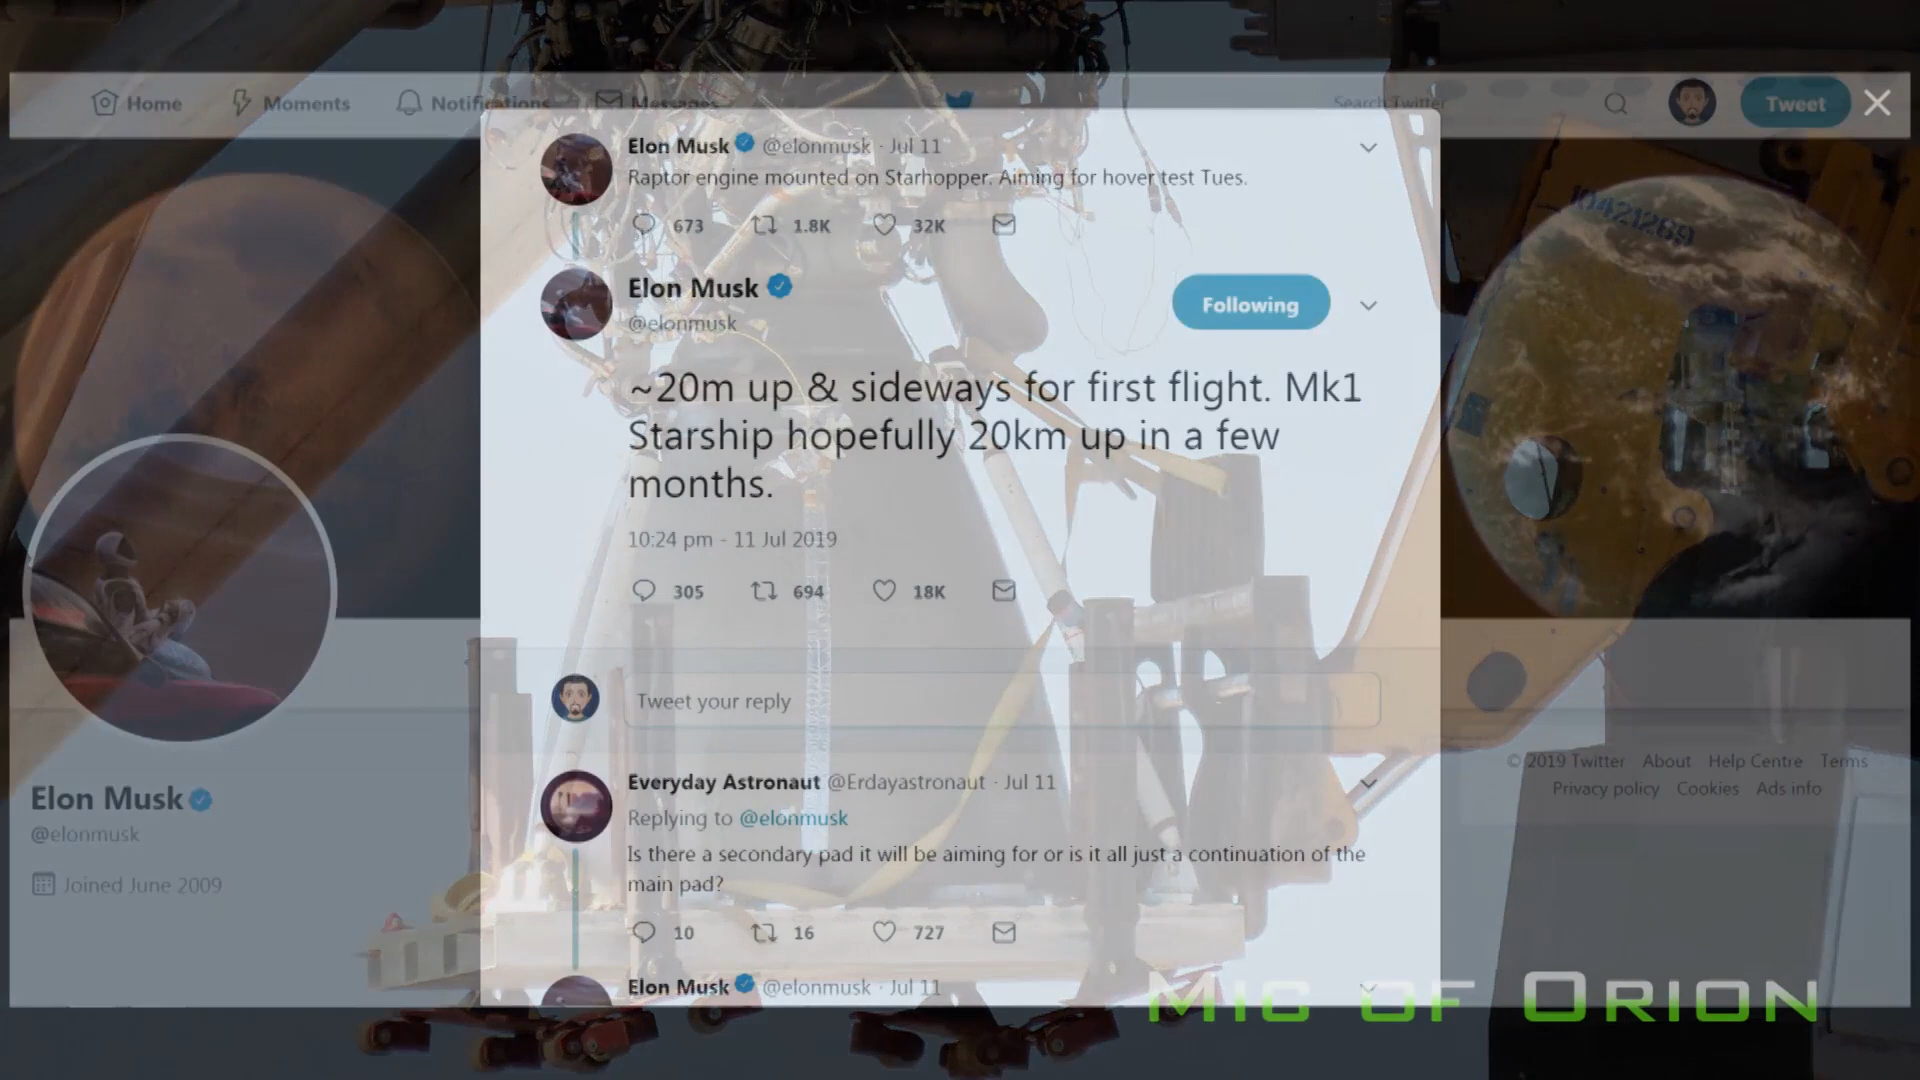 Home Moments Notifications Messages Search Twitter Tweet
Elon Musk @elonmusk · Jul 11
Raptor engine mounted on Starhopper. Aiming for hover test Tues.
673 1.8K 32K
Elon Musk
@elonmusk
Following
~20m up & sideways for first flight. Mk1
Starship hopefully 20km up in a few
months.
10:24 pm - 11 Jul 2019
305 694 18K
Tweet your reply
Everyday Astronaut @Erdayastronaut · Jul 11
Replying to @elonmusk
Is there a secondary pad it will be aiming for or is it all just a continuation of the
main pad?
10 16 727
Elon Musk @elonmusk · Jul 11
Elon Musk
@elonmusk
Joined June 2009
10421269
© 2019 Twitter About Help Centre Terms
Privacy policy Cookies Ads info
Mic of Orion